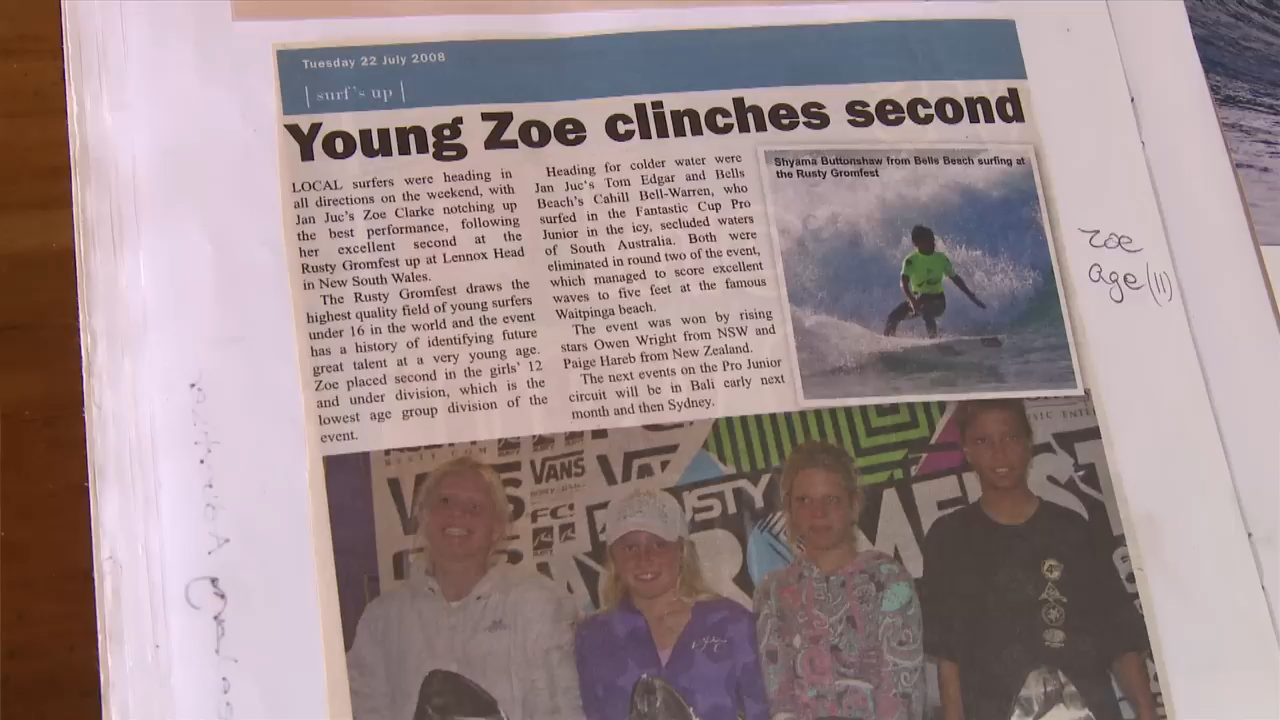 Tuesday 22 July 2008
| surf's up |
Young Zoe clinches second
LOCAL surfers were heading in
all directions on the weekend, with
Jan Juc's Zoe Clarke notching up
the best performance, following
her excellent second at the
Rusty Gromfest up at Lennox Head
in New South Wales.
The Rusty Gromfest draws the
highest quality field of young surfers
under 16 in the world and the event
has a history of identifying future
great talent at a very young age.
Zoe placed second in the girls' 12
and under division, which is the
lowest age group division of the
event.
Heading for colder water were
Jan Juc's Tom Edgar and Bells
Beach's Cahill Bell-Warren, who
surfed in the Fantastic Cup Pro
Junior in the icy, secluded waters
of South Australia. Both were
eliminated in round two of the event,
which managed to score excellent
waves to five feet at the famous
Waitpinga beach.
The event was won by rising
stars Owen Wright from NSW and
Paige Hareb from New Zealand.
The next events on the Pro Junior
circuit will be in Bali early next
month and then Sydney.
Shyama Buttonshaw from Bells Beach surfing at
the Rusty Gromfest
Zoe
age (11)
VANS
FCS